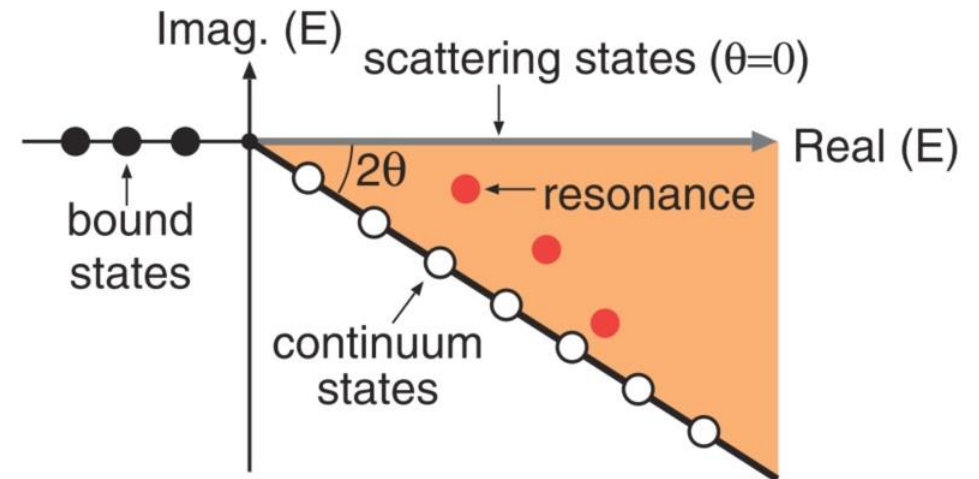 Imag. (E)
scattering states (θ=0)
Real (E)
2θ
resonance
bound
states
continuum
states